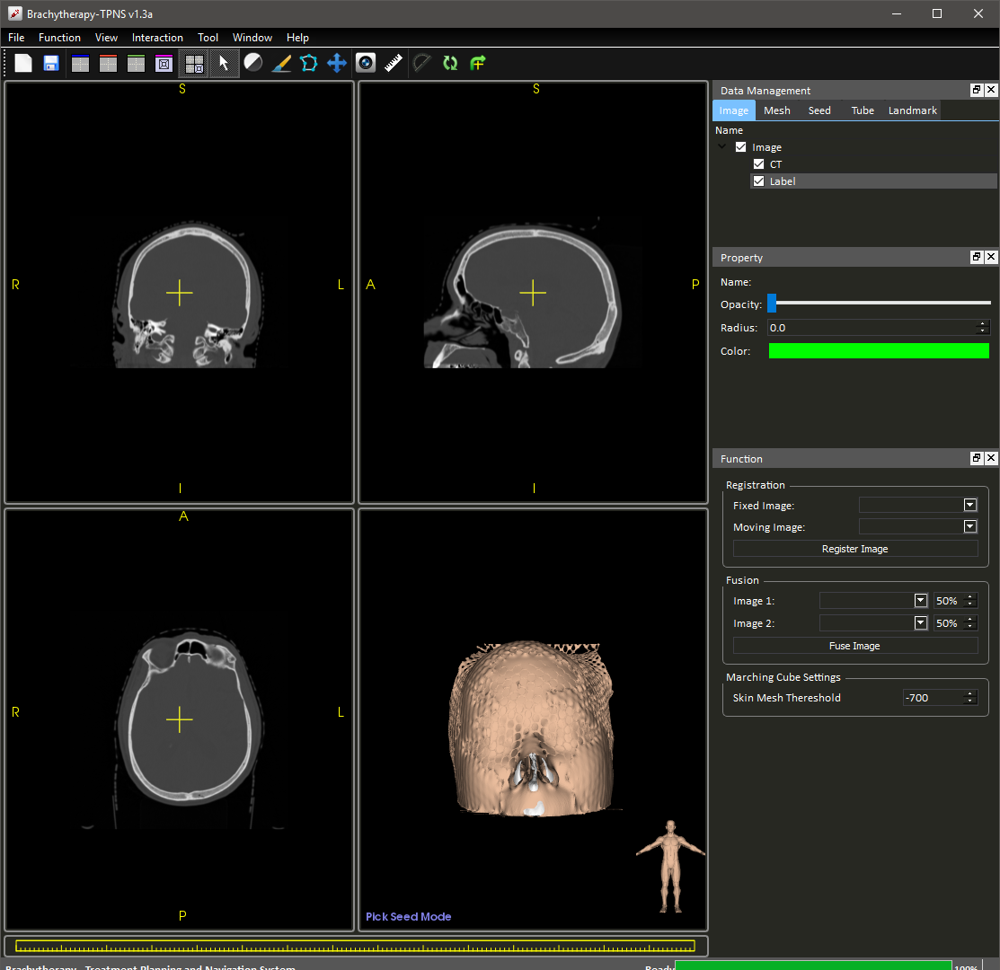 Brachytherapy-TPNS v1.3a
File Function View Interaction Tool Window Help
S
R
L
I
S
A
P
I
A
R
L
P
Pick Seed Mode
Data Management
Image Mesh Seed Tube Landmark
Name
Image
CT
Label
Property
Name:
Opacity:
Radius: 0.0
Color:
Function
Registration
Fixed Image:
Moving Image:
Register Image
Fusion
Image 1: 50%
Image 2: 50%
Fuse Image
Marching Cube Settings
Skin Mesh Thereshold -700
Brachytherapy - Treatment Planning and Navigation System Ready 100%